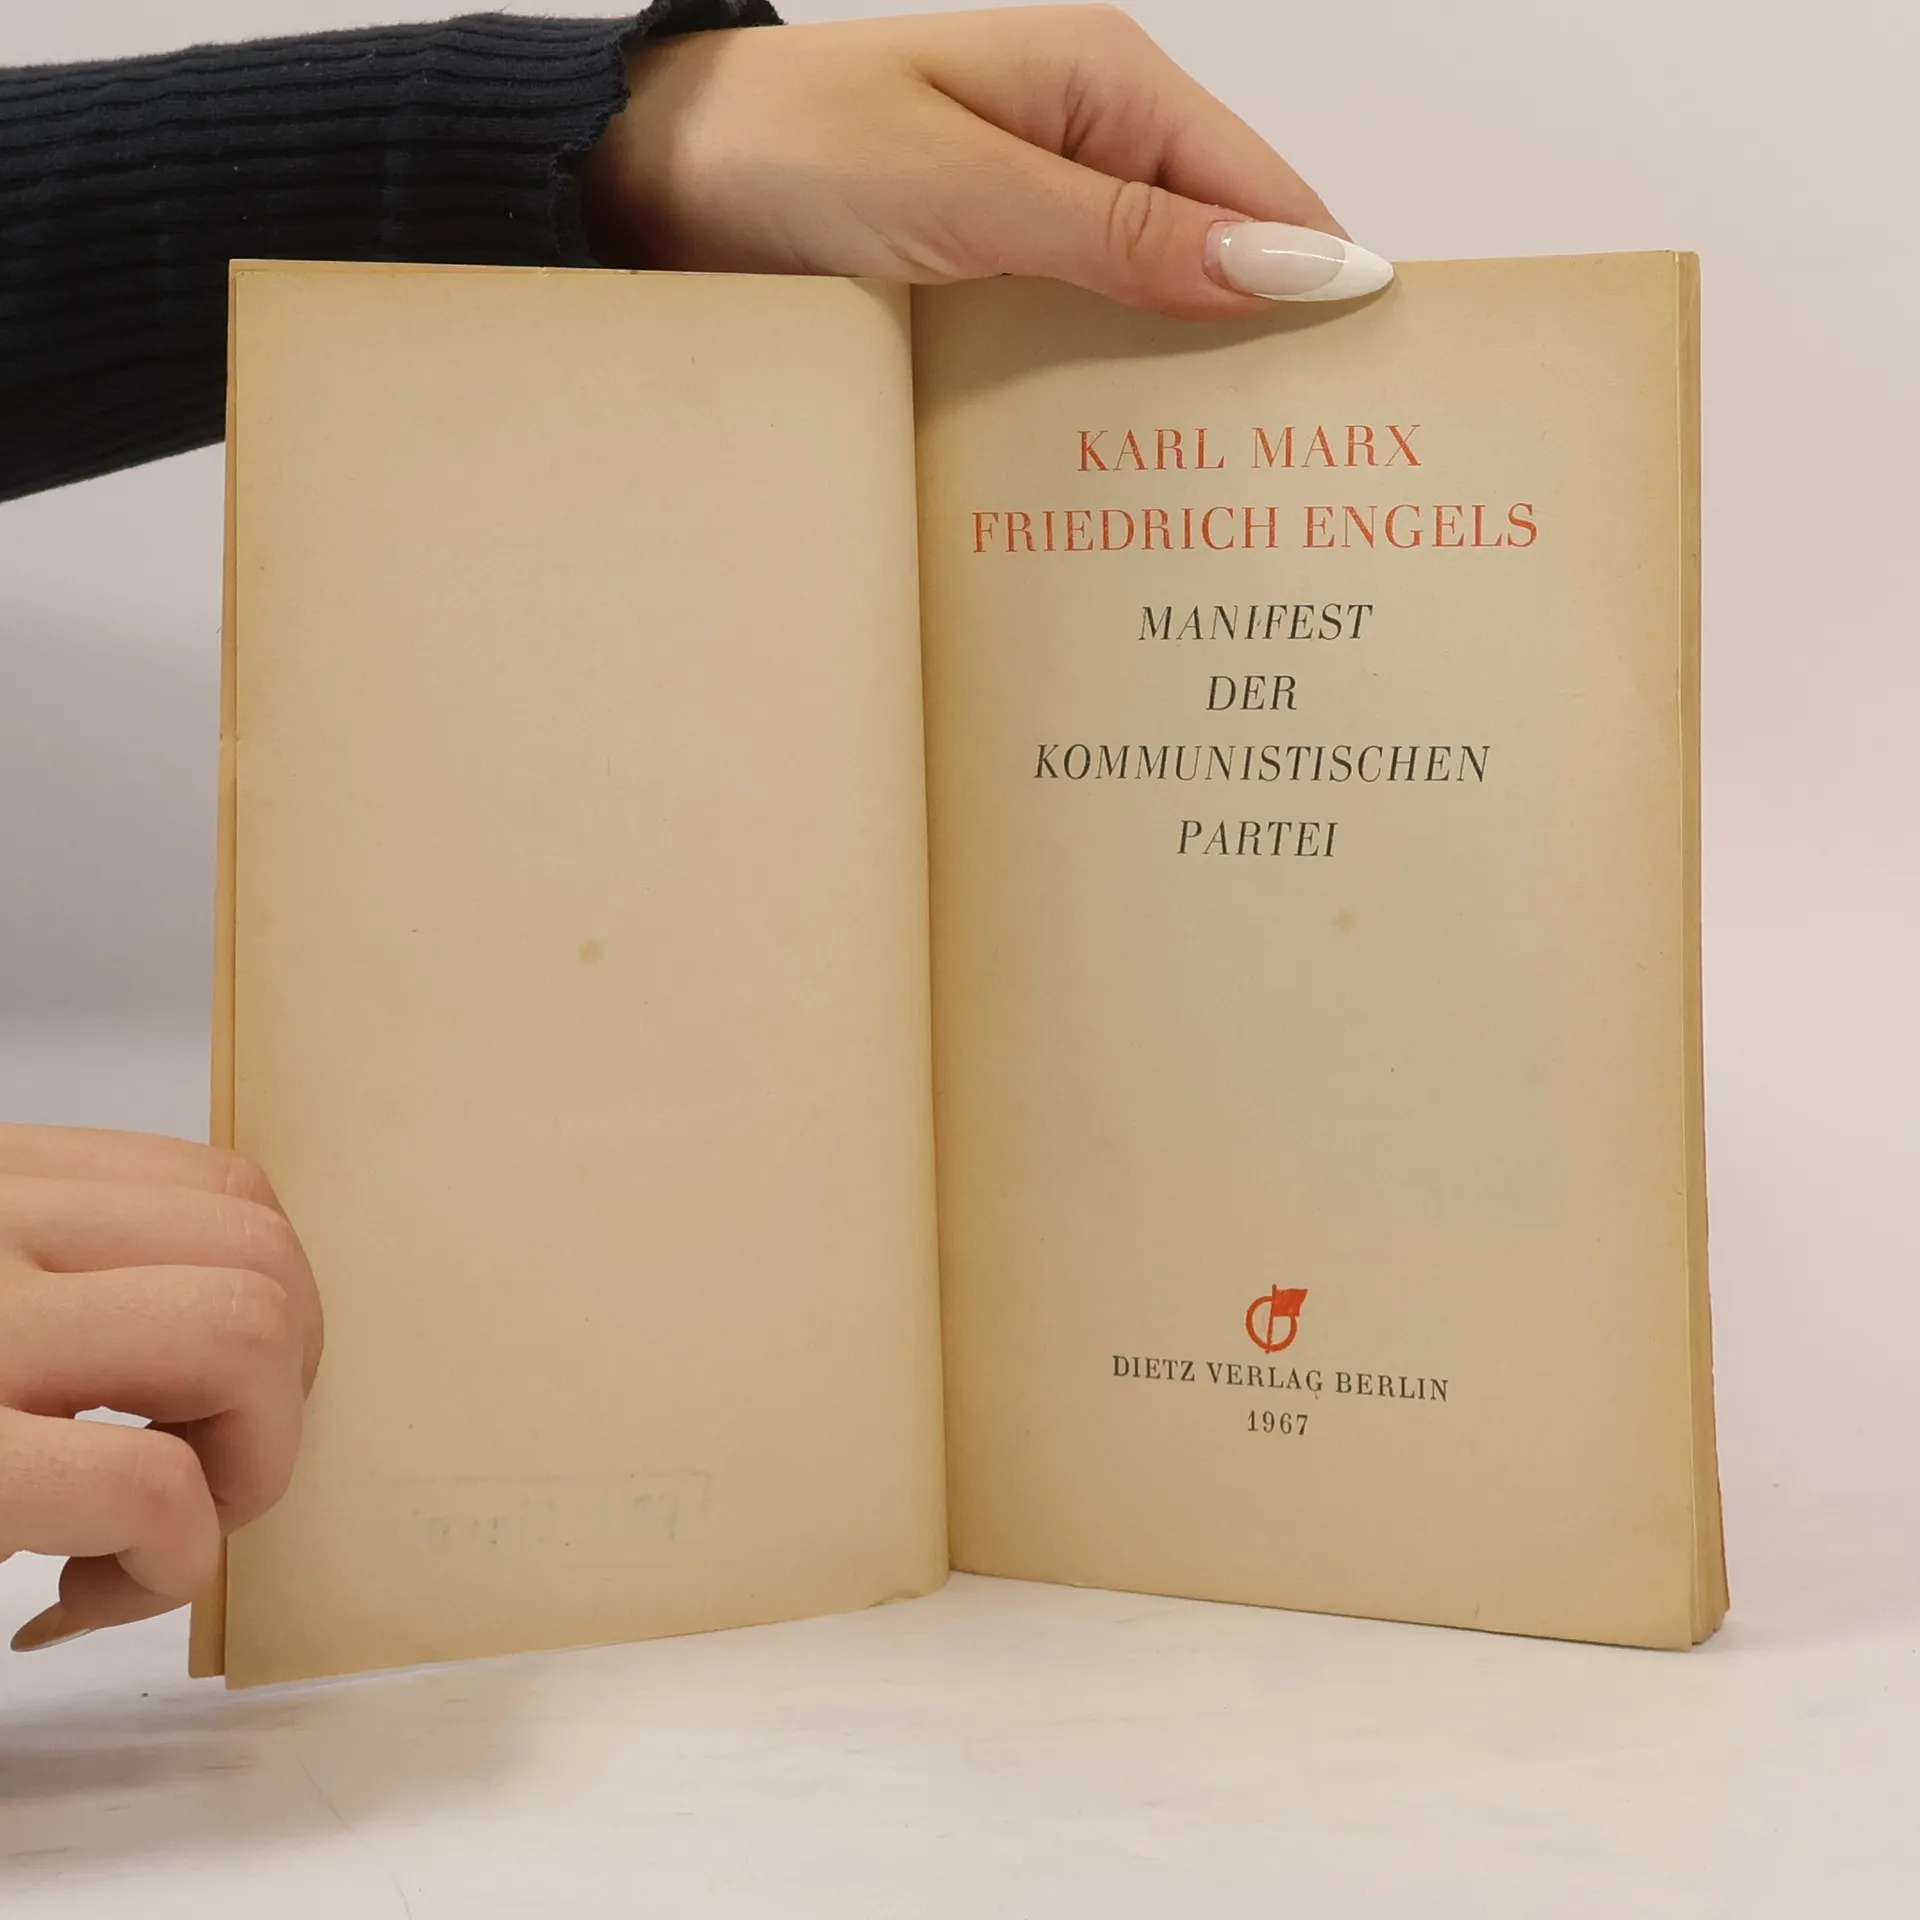 KARL MARX
FRIEDRICH ENGELS
MANIFEST
DER
KOMMUNISTISCHEN
PARTEI
DIETZ VERLAG BERLIN
1967